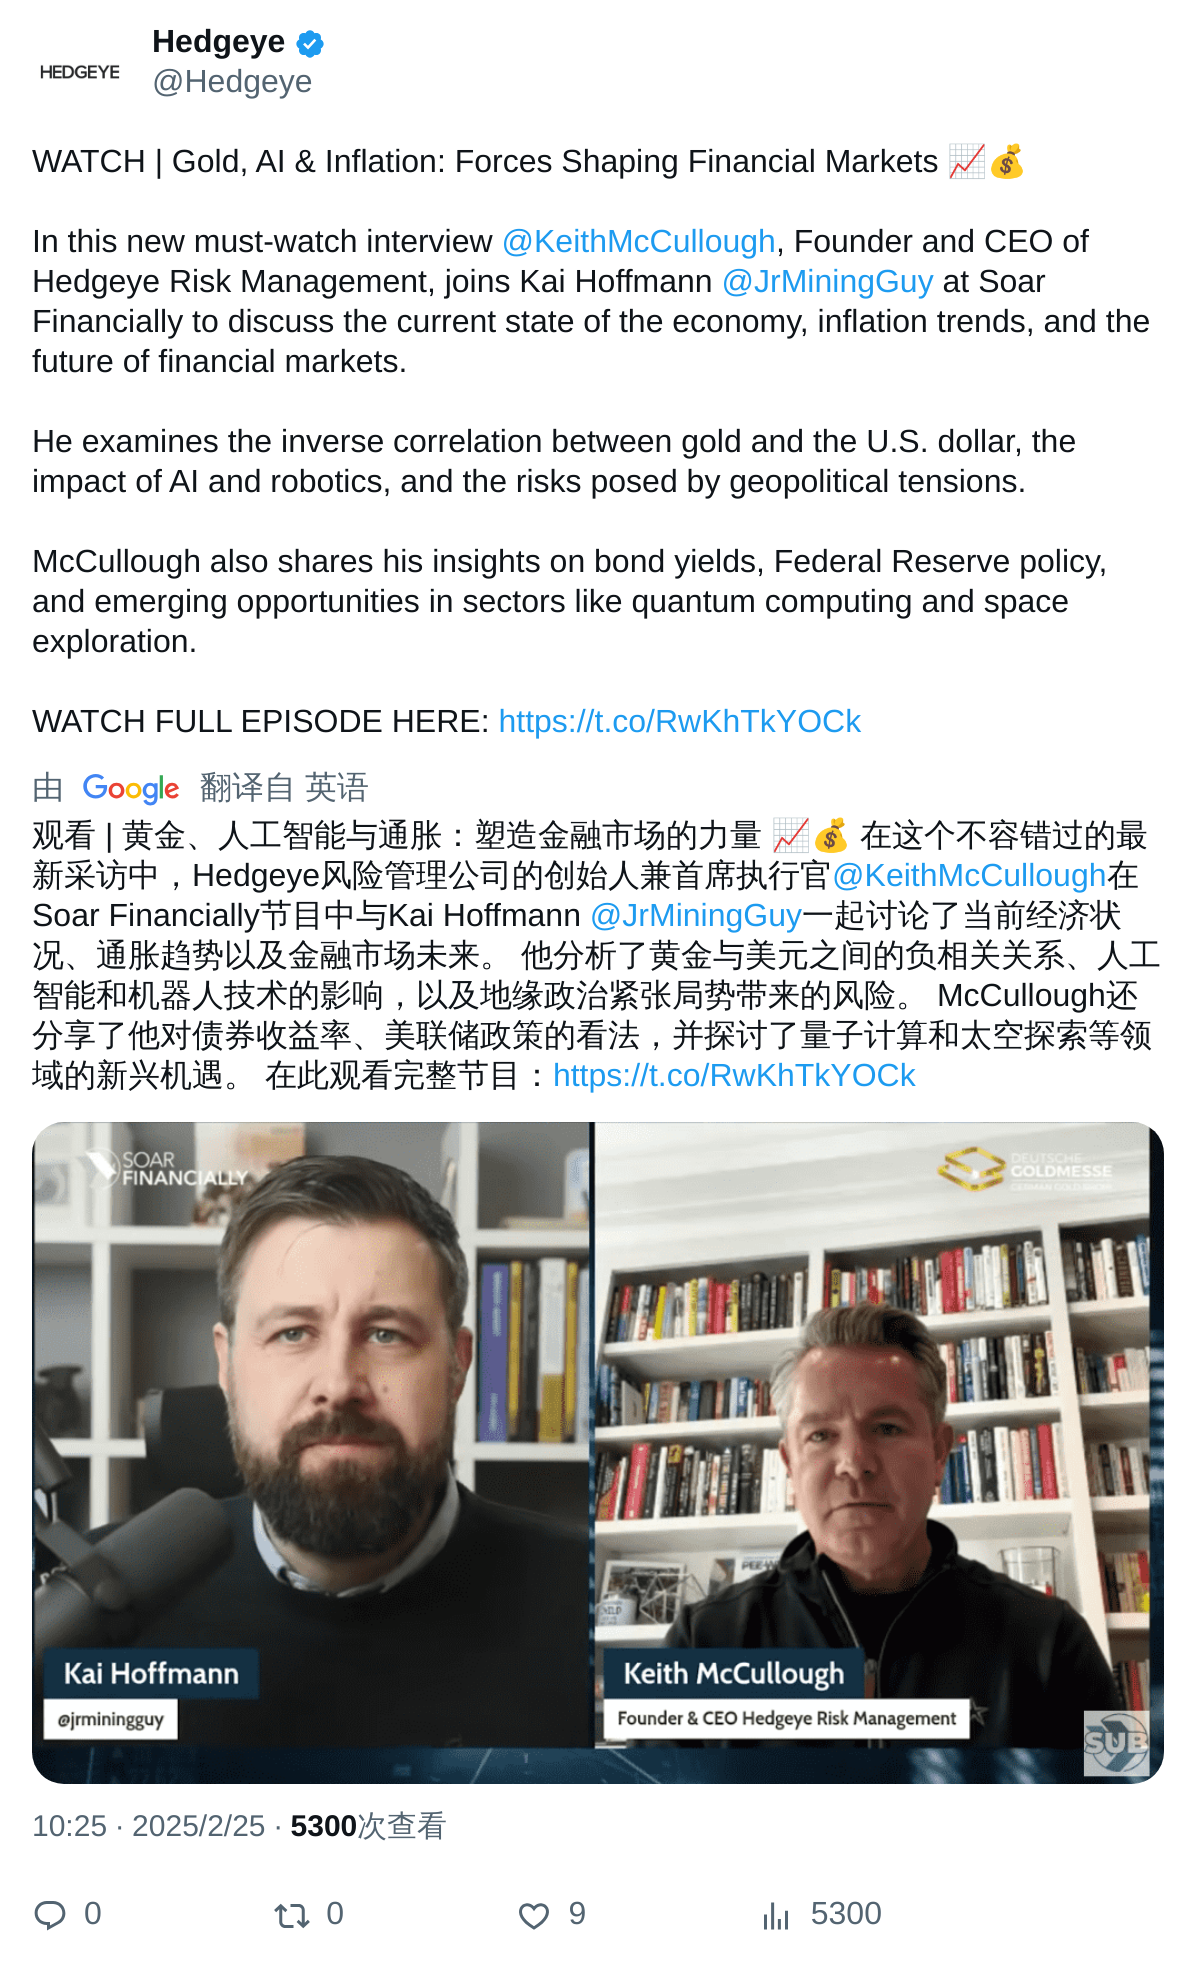 HEDGEYE
Hedgeye
@Hedgeye
WATCH | Gold, AI & Inflation: Forces Shaping Financial Markets 📈💰
In this new must-watch interview @KeithMcCullough, Founder and CEO of
Hedgeye Risk Management, joins Kai Hoffmann @JrMiningGuy at Soar
Financially to discuss the current state of the economy, inflation trends, and the
future of financial markets.
He examines the inverse correlation between gold and the U.S. dollar, the
impact of AI and robotics, and the risks posed by geopolitical tensions.
McCullough also shares his insights on bond yields, Federal Reserve policy,
and emerging opportunities in sectors like quantum computing and space
exploration.
WATCH FULL EPISODE HERE: https://t.co/RwKhTkYOCk
由 Google 翻译自 英语
观看 | 黄金、人工智能与通胀：塑造金融市场的力量 📈💰 在这个不容错过的最
新采访中，Hedgeye风险管理公司的创始人兼首席执行官@KeithMcCullough在
Soar Financially节目中与Kai Hoffmann @JrMiningGuy一起讨论了当前经济状
况、通胀趋势以及金融市场未来。 他分析了黄金与美元之间的负相关关系、人工
智能和机器人技术的影响，以及地缘政治紧张局势带来的风险。 McCullough还
分享了他对债券收益率、美联储政策的看法，并探讨了量子计算和太空探索等领
域的新兴机遇。 在此观看完整节目：https://t.co/RwKhTkYOCk
SOAR
FINANCIALLY
DEUTSCHE
GOLDMESSE
Kai Hoffmann
@jrminingguy
Keith McCullough
Founder & CEO Hedgeye Risk Management
SUB
10:25 · 2025/2/25 · 5300次查看
0
0
9
5300